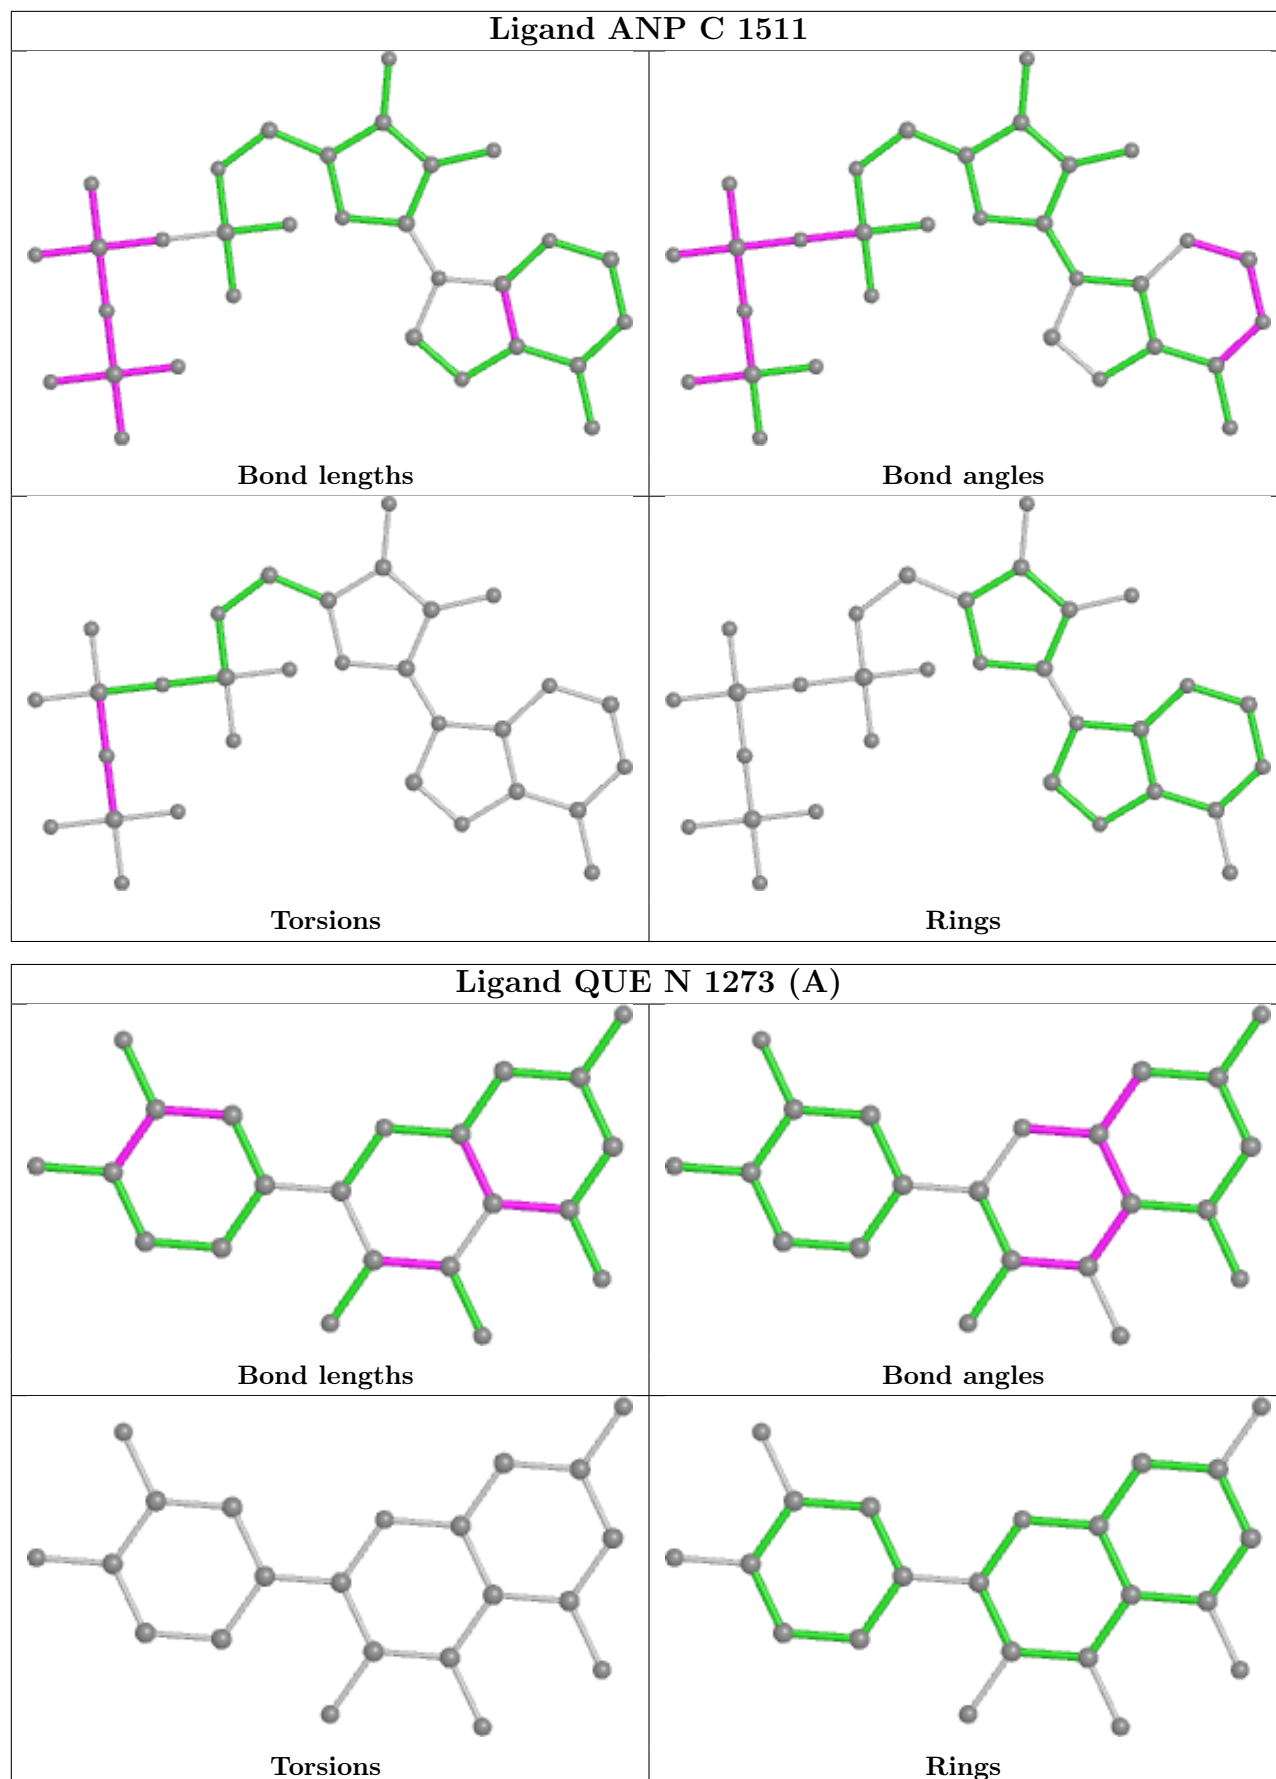 Ligand ANP C 1511
Bond lengths
Bond angles
Torsions
Rings
Ligand QUE N 1273 (A)
Bond lengths
Bond angles
Torsions
Rings